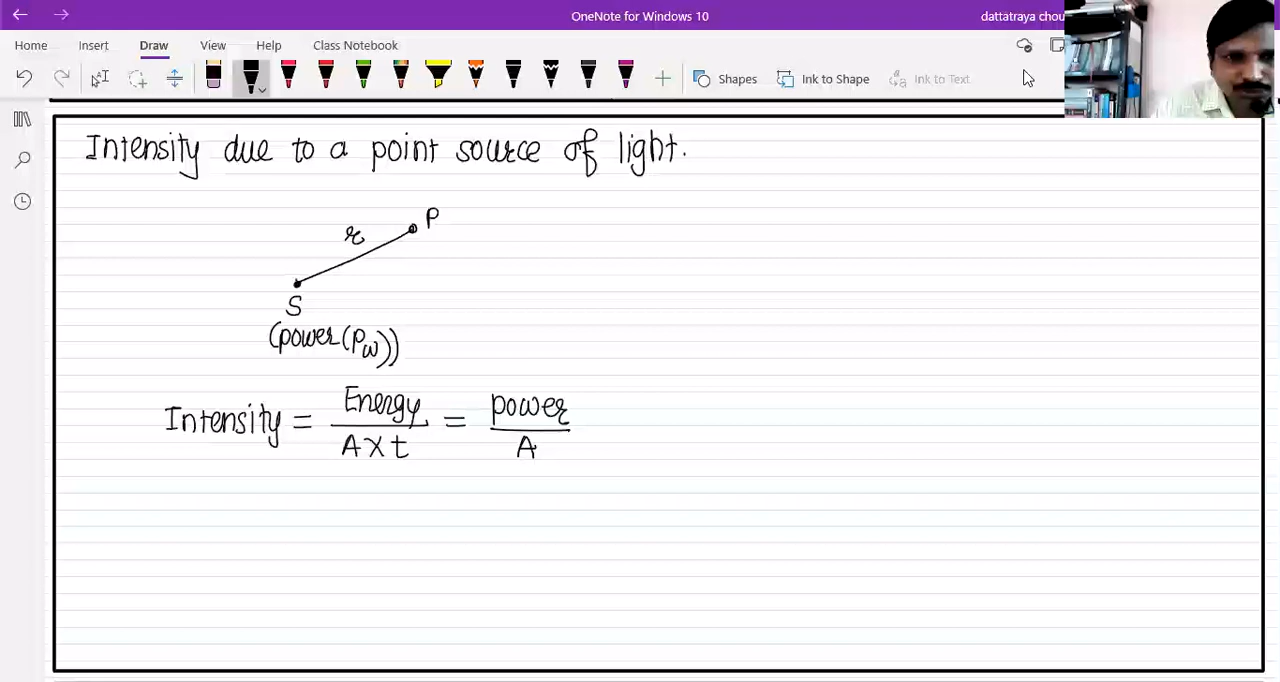 OneNote for Windows 10
dattatraya chou
Home Insert Draw View Help Class Notebook
Shapes Ink to Shape Ink to Text
Intensity due to a point source of light.
r P
S
(power(Pw))
Intensity = Energy / A X t = power / A